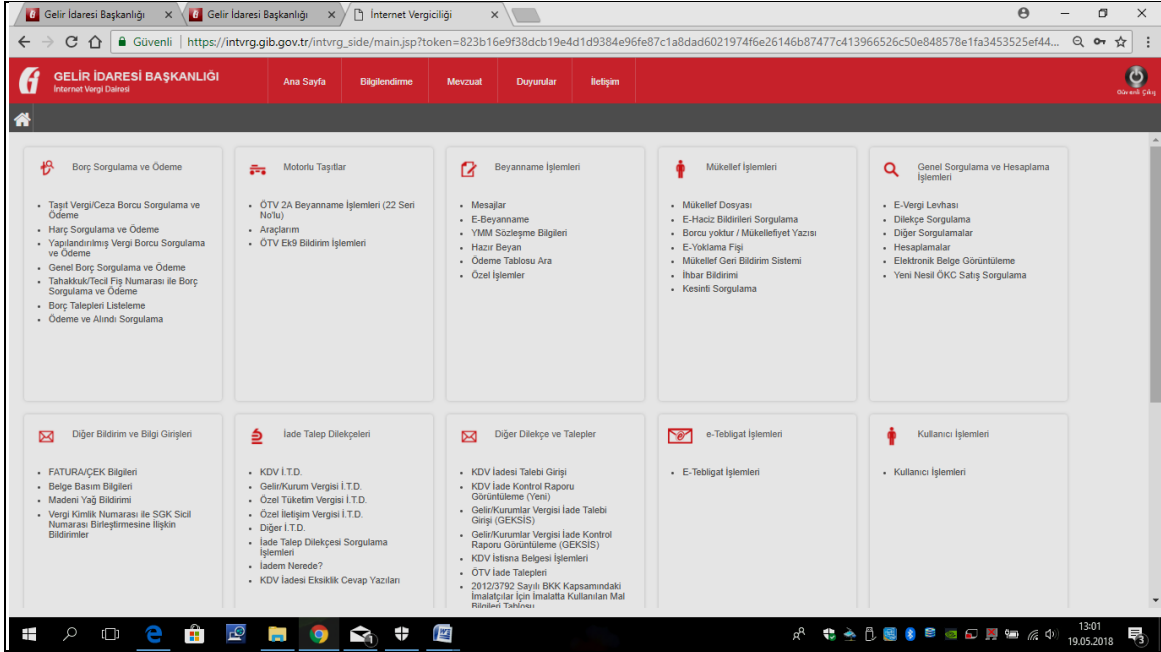 Gelir İdaresi Başkanlığı
Gelir İdaresi Başkanlığı
İnternet Vergiciliği
Güvenli
https://intvrg.gib.gov.tr/intvrg_side/main.jsp?token=823b16e9f38dcb19e4d1d9384e96fe87c1a8dad6021974f6e26146b87477c413966526c50e848578e1fa3453525ef44...
GELİR İDARESİ BAŞKANLIĞI
İnternet Vergi Dairesi
Ana Sayfa
Bilgilendirme
Mevzuat
Duyurular
İletişim
Güvenli Çıkış
Borç Sorgulama ve Ödeme
• Taşıt Vergi/Ceza Borcu Sorgulama ve
Ödeme
• Harç Sorgulama ve Ödeme
• Yapılandırılmış Vergi Borcu Sorgulama
ve Ödeme
• Genel Borç Sorgulama ve Ödeme
• Tahakkuk/Tecil Fiş Numarası ile Borç
Sorgulama ve Ödeme
• Borç Talepleri Listeleme
• Ödeme ve Alındı Sorgulama
Motorlu Taşıtlar
• ÖTV 2A Beyanname İşlemleri (22 Seri
No'lu)
• Araçlarım
• ÖTV Ek9 Bildirim İşlemleri
Beyanname İşlemleri
• Mesajlar
• E-Beyanname
• YMM Sözleşme Bilgileri
• Hazır Beyan
• Ödeme Tablosu Ara
• Özel İşlemler
Mükellef İşlemleri
• Mükellef Dosyası
• E-Haciz Bildirileri Sorgulama
• Borcu yoktur / Mükellefiyet Yazısı
• E-Yoklama Fişi
• Mükellef Geri Bildirim Sistemi
• İhbar Bildirimi
• Kesinti Sorgulama
Genel Sorgulama ve Hesaplama
İşlemleri
• E-Vergi Levhası
• Dilekçe Sorgulama
• Diğer Sorgulamalar
• Hesaplamalar
• Elektronik Belge Görüntüleme
• Yeni Nesil ÖKC Satış Sorgulama
Diğer Bildirim ve Bilgi Girişleri
• FATURA/ÇEK Bilgileri
• Belge Basım Bilgileri
• Madeni Yağ Bildirimi
• Vergi Kimlik Numarası ile SGK Sicil
Numarası Birleştirmesine İlişkin
Bildirimler
İade Talep Dilekçeleri
• KDV İ.T.D.
• Gelir/Kurum Vergisi İ.T.D.
• Özel Tüketim Vergisi İ.T.D.
• Özel İletişim Vergisi İ.T.D.
• Diğer İ.T.D.
• İade Talep Dilekçesi Sorgulama
İşlemleri
• İadem Nerede?
• KDV İadesi Eksiklik Cevap Yazıları
Diğer Dilekçe ve Talepler
• KDV İadesi Talebi Girişi
• KDV İade Kontrol Raporu
Görüntüleme (Yeni)
• Gelir/Kurumlar Vergisi İade Talebi
Girişi (GEKSİS)
• Gelir/Kurumlar Vergisi İade Kontrol
Raporu Görüntüleme (GEKSİS)
• KDV İstisna Belgesi İşlemleri
• ÖTV İade Talepleri
• 2012/3792 Sayılı BKK Kapsamındaki
İmalatçılar İçin İmalatta Kullanılan Mal
Bilgileri Tablosu
e-Tebligat İşlemleri
• E-Tebligat İşlemleri
Kullanıcı İşlemleri
• Kullanıcı İşlemleri
13:01
19.05.2018